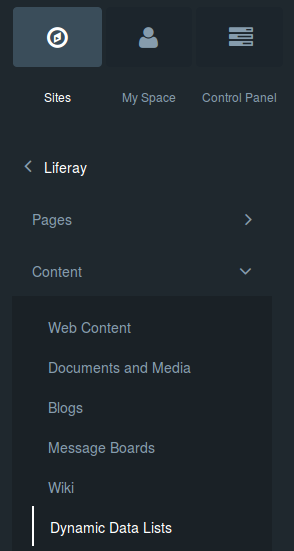 Sites My Space Control Panel
Liferay
Pages
Content
Web Content
Documents and Media
Blogs
Message Boards
Wiki
Dynamic Data Lists